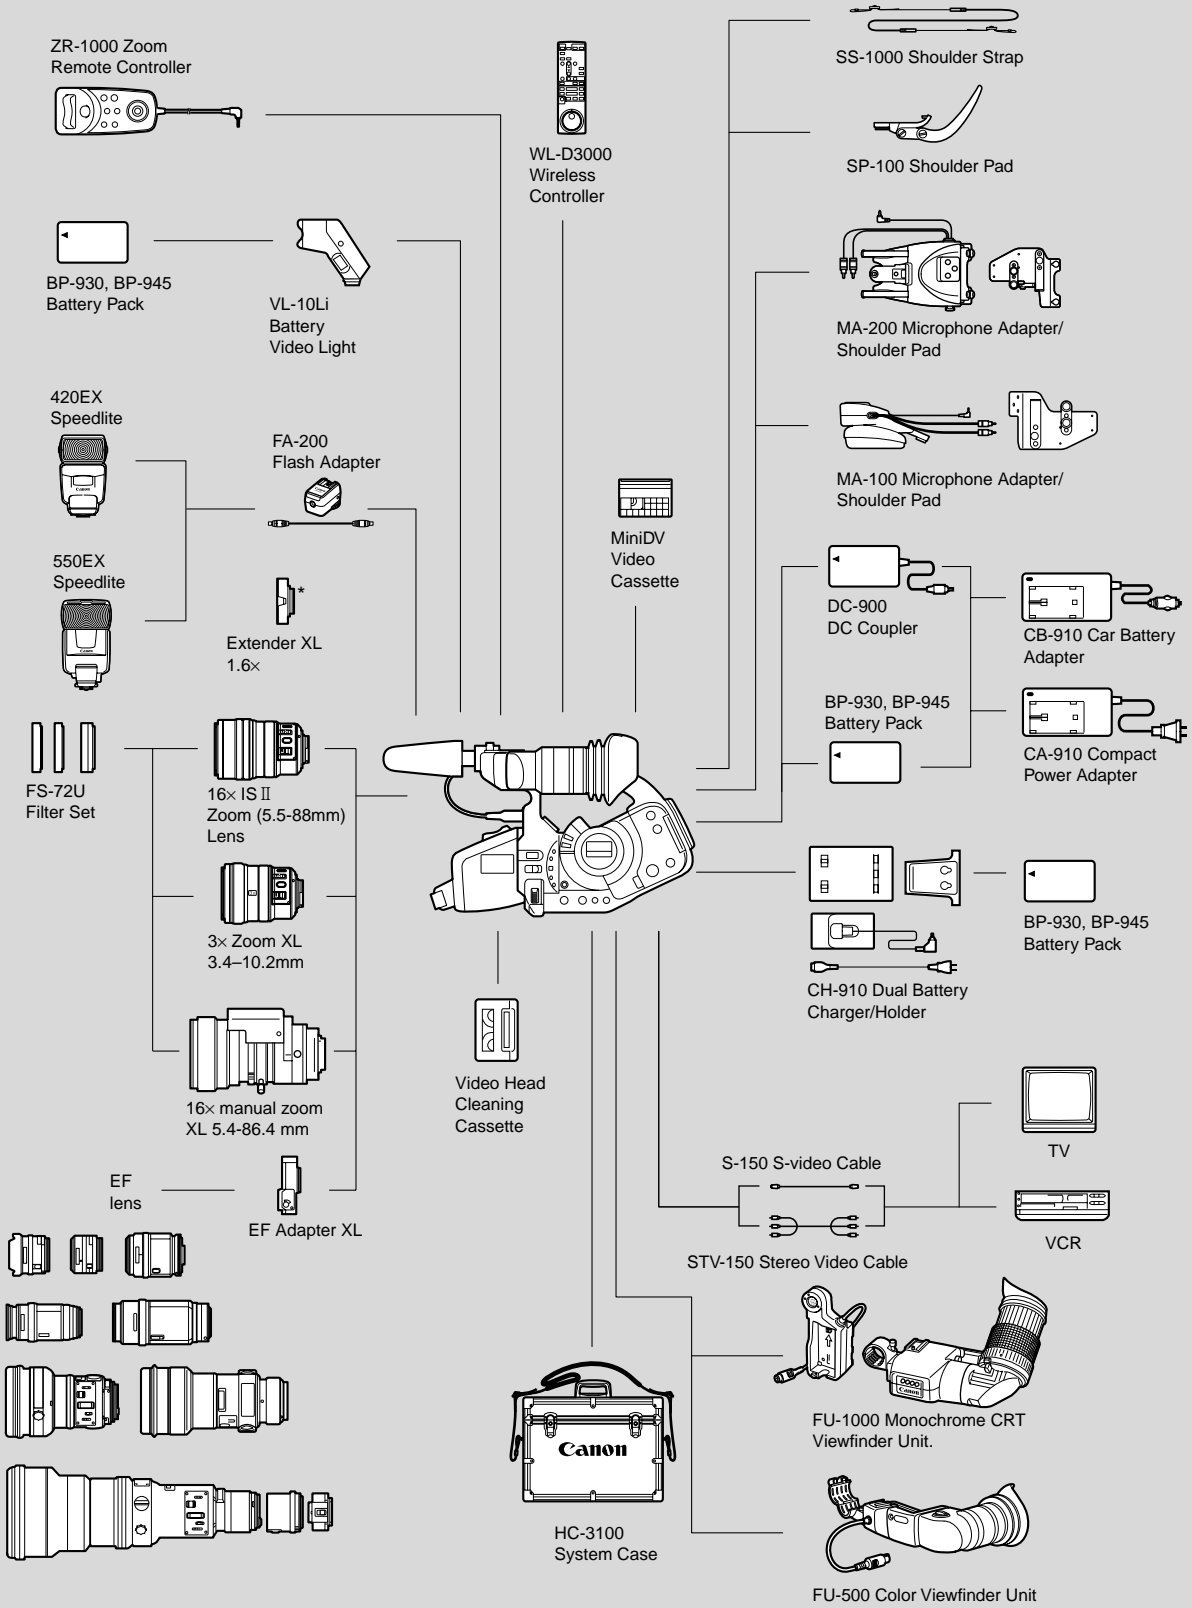 ZR-1000 Zoom
Remote Controller
WL-D3000
Wireless
Controller
SS-1000 Shoulder Strap
SP-100 Shoulder Pad
BP-930, BP-945
Battery Pack
VL-10Li
Battery
Video Light
MA-200 Microphone Adapter/
Shoulder Pad
420EX
Speedlite
Canon
FA-200
Flash Adapter
MA-100 Microphone Adapter/
Shoulder Pad
550EX
Speedlite
Canon
MiniDV
Video
Cassette
*
Extender XL
1.6×
DC-900
DC Coupler
CB-910 Car Battery
Adapter
BP-930, BP-945
Battery Pack
CA-910 Compact
Power Adapter
FS-72U
Filter Set
16× IS II
Zoom (5.5-88mm)
Lens
3× Zoom XL
3.4–10.2mm
BP-930, BP-945
Battery Pack
CH-910 Dual Battery
Charger/Holder
16× manual zoom
XL 5.4-86.4 mm
Video Head
Cleaning
Cassette
TV
EF
lens
EF Adapter XL
S-150 S-video Cable
STV-150 Stereo Video Cable
VCR
Canon
FU-1000 Monochrome CRT
Viewfinder Unit.
Canon
HC-3100
System Case
FU-500 Color Viewfinder Unit